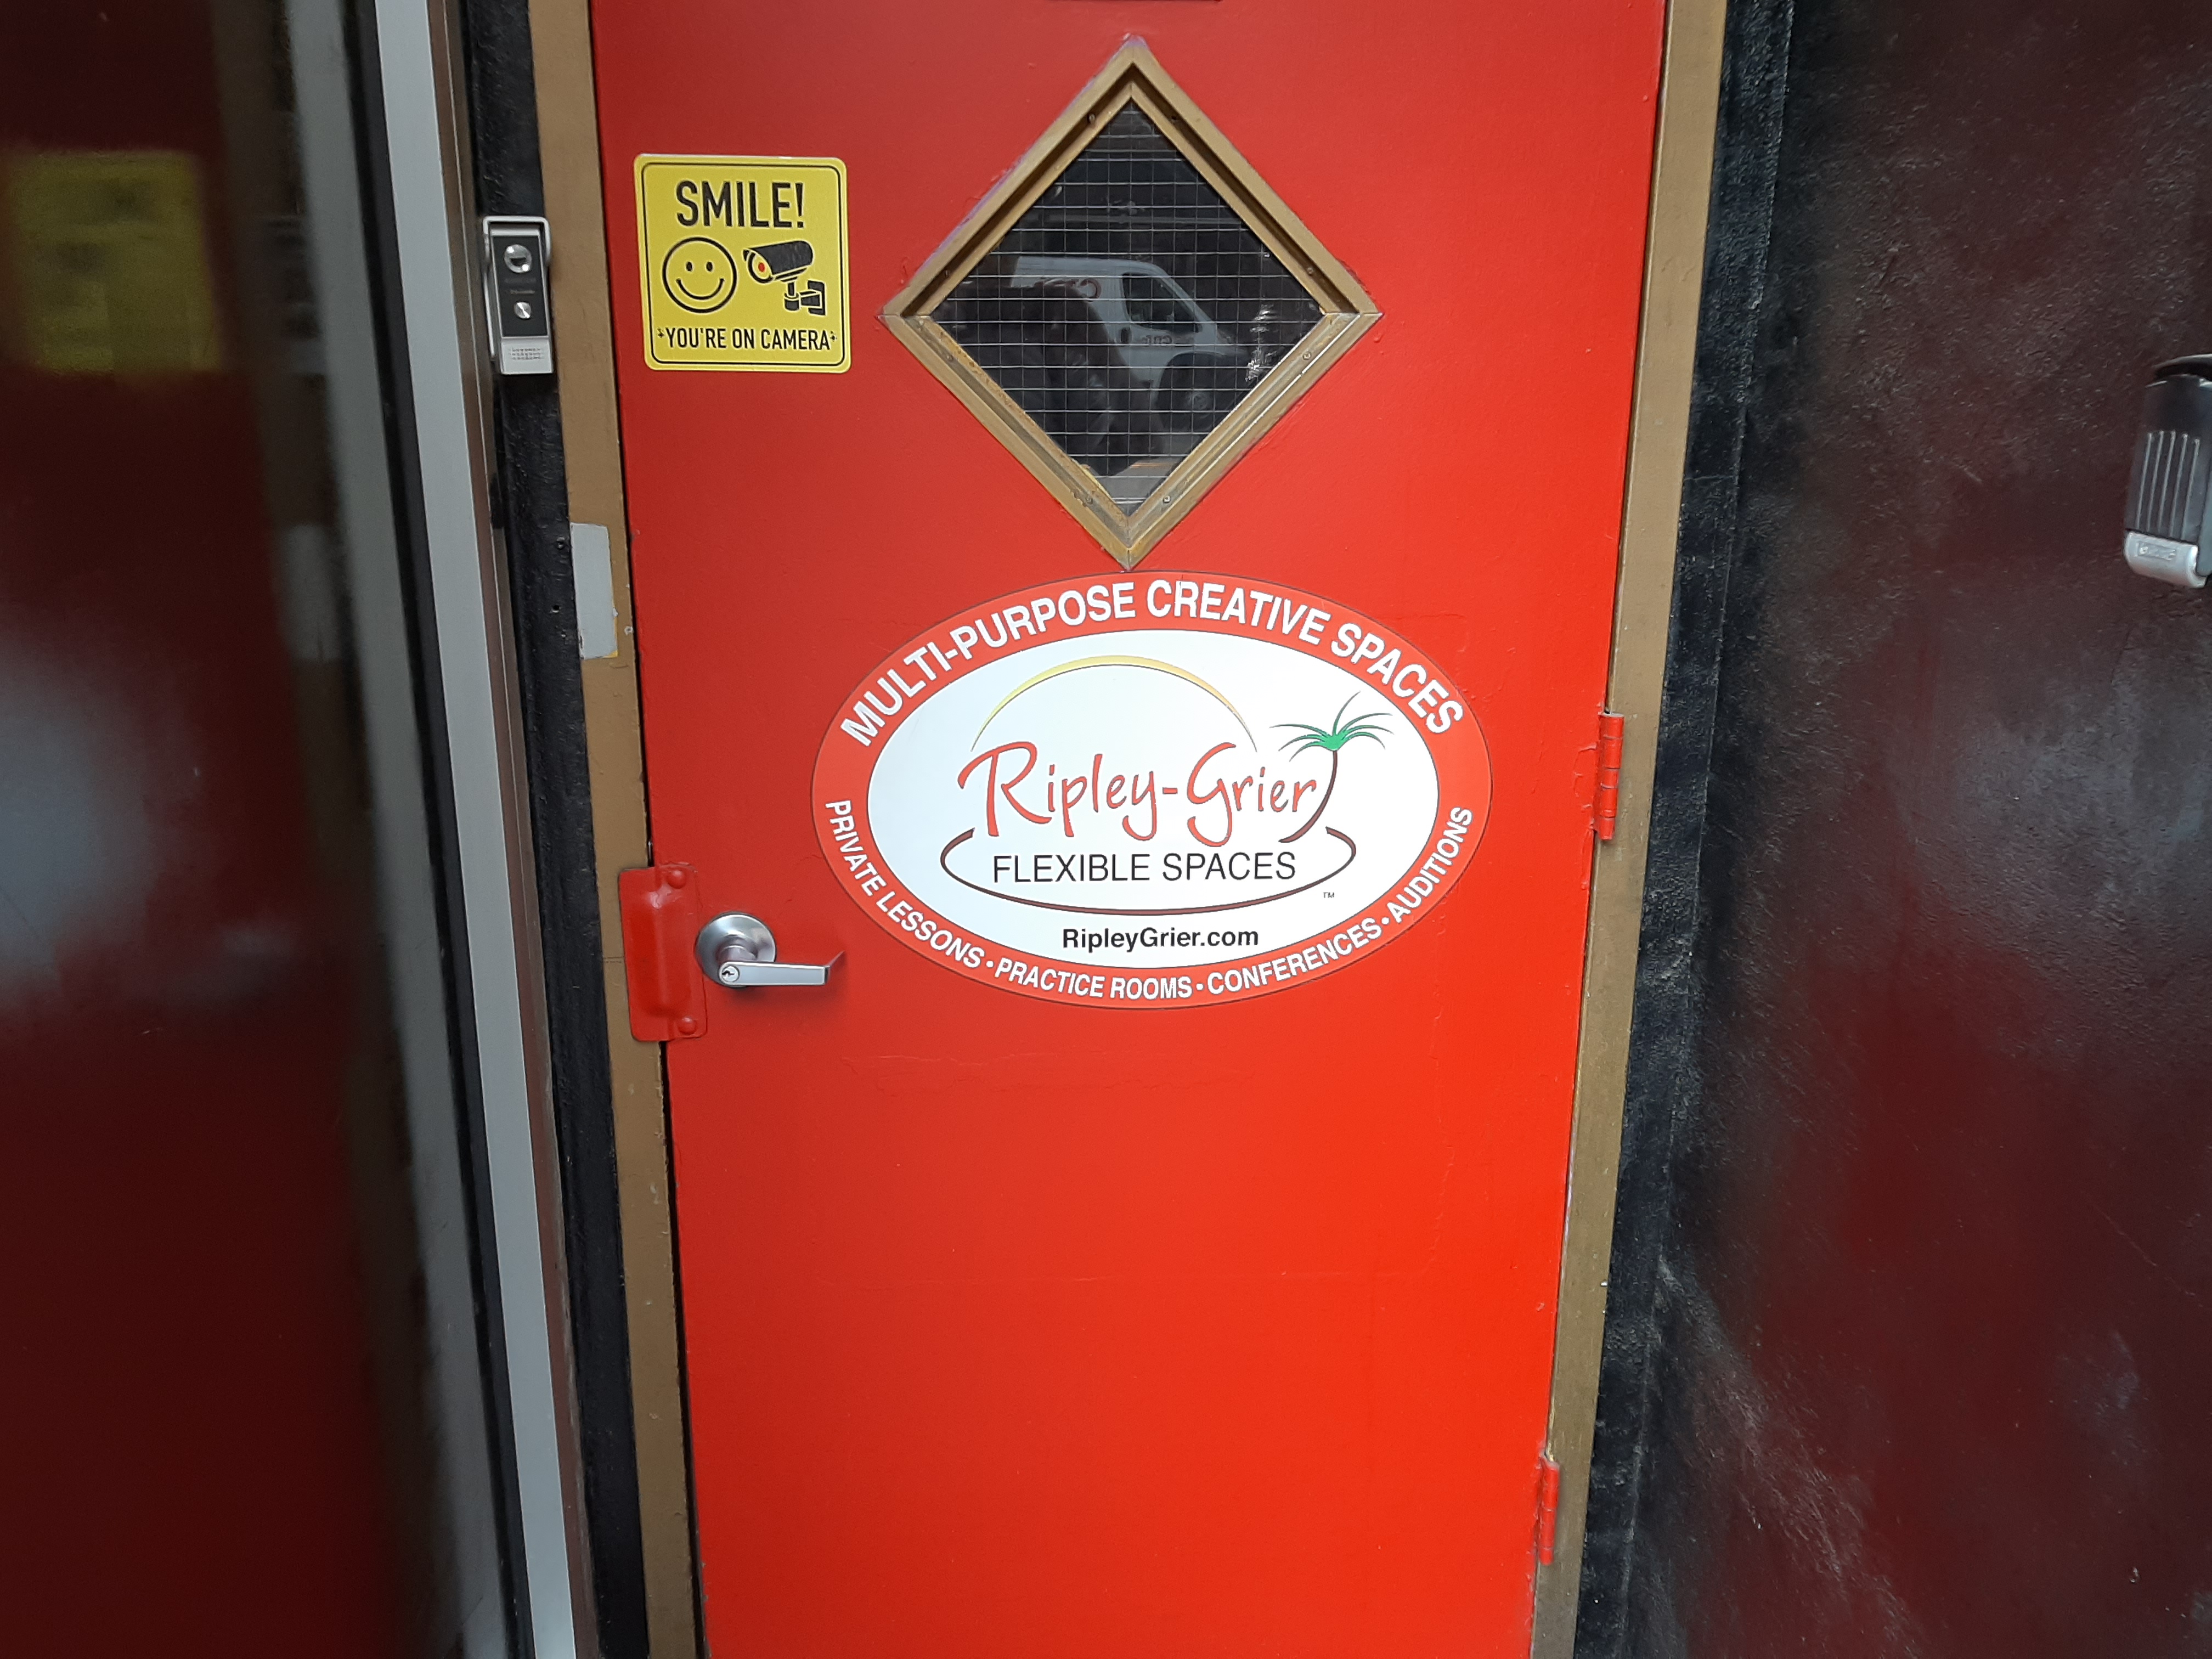 SMILE!
YOU'RE ON CAMERA
MULTI-PURPOSE CREATIVE SPACES
Ripley-Grier
FLEXIBLE SPACES
TM
RipleyGrier.com
PRIVATE LESSONS • PRACTICE ROOMS • CONFERENCES • AUDITIONS